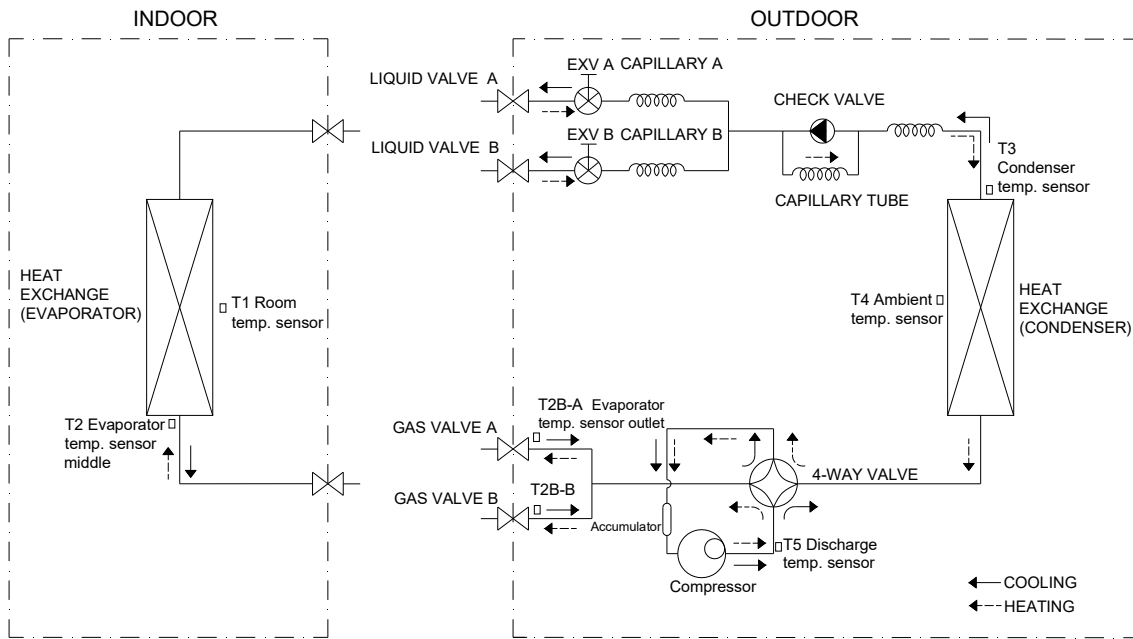 INDOOR
OUTDOOR
LIQUID VALVE A
EXV A CAPILLARY A
CHECK VALVE
LIQUID VALVE B
EXV B CAPILLARY B
T3
Condenser
temp. sensor
CAPILLARY TUBE
HEAT
EXCHANGE
(EVAPORATOR)
T1 Room
temp. sensor
T4 Ambient
temp. sensor
HEAT
EXCHANGE
(CONDENSER)
T2 Evaporator
temp. sensor
middle
GAS VALVE A
T2B-A Evaporator
temp. sensor outlet
4-WAY VALVE
GAS VALVE B
T2B-B
Accumulator
T5 Discharge
temp. sensor
Compressor
COOLING
HEATING